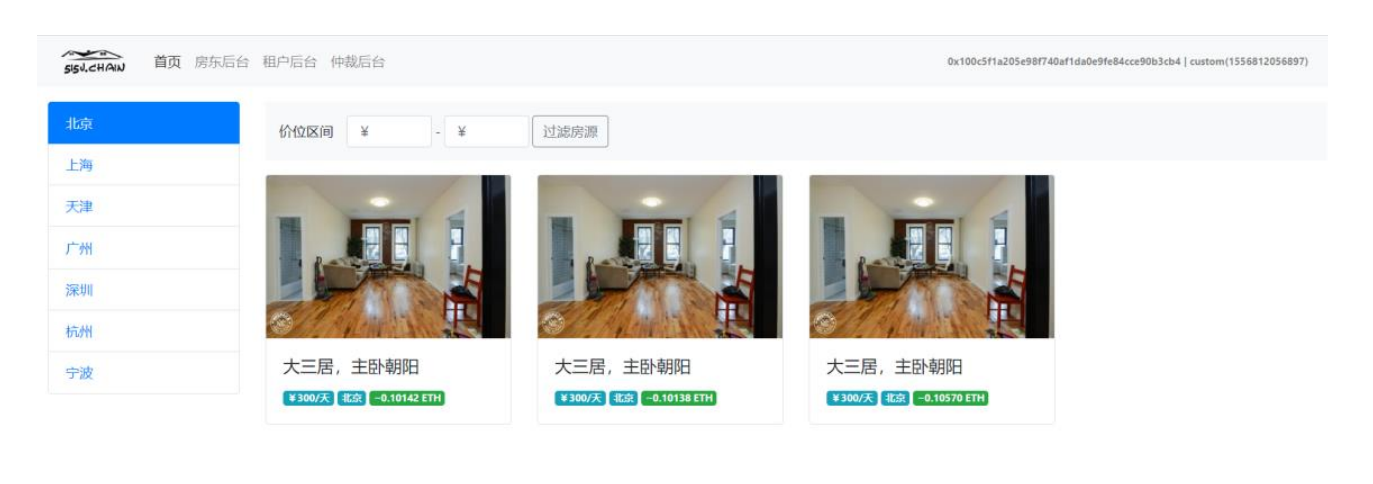 SISU.CHAIN 首页 房东后台 租户后台 仲裁后台 0x100c5f1a205e98f740af1da0e9fe84cce90b3cb4 | custom(1556812056897)
北京
上海
天津
广州
深圳
杭州
宁波
价位区间 ¥ - ¥ 过滤房源
大三居，主卧朝阳
¥300/天 北京 ~0.10142 ETH
大三居，主卧朝阳
¥300/天 北京 ~0.10138 ETH
大三居，主卧朝阳
¥300/天 北京 ~0.10570 ETH